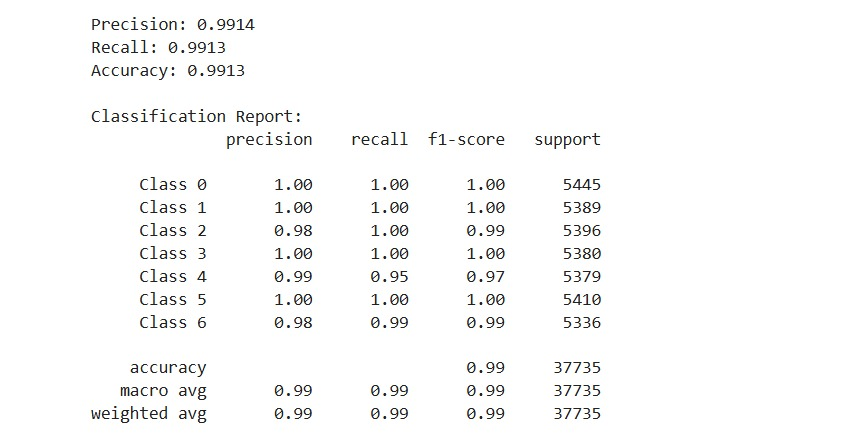 Precision: 0.9914
Recall: 0.9913
Accuracy: 0.9913
Classification Report:
precision recall f1-score support
Class 0 1.00 1.00 1.00 5445
Class 1 1.00 1.00 1.00 5389
Class 2 0.98 1.00 0.99 5396
Class 3 1.00 1.00 1.00 5380
Class 4 0.99 0.95 0.97 5379
Class 5 1.00 1.00 1.00 5410
Class 6 0.98 0.99 0.99 5336
accuracy 0.99 37735
macro avg 0.99 0.99 0.99 37735
weighted avg 0.99 0.99 0.99 37735